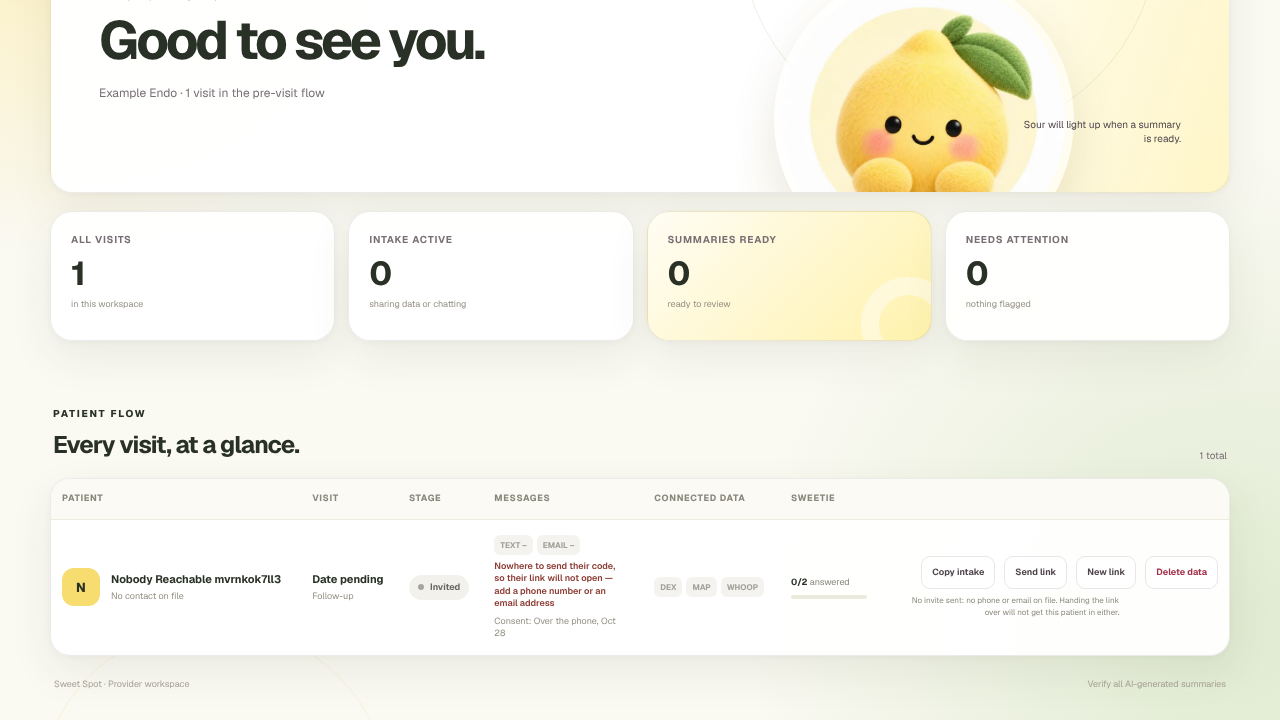 Good to see you.
Example Endo · 1 visit in the pre-visit flow
Sour will light up when a summary
is ready.
ALL VISITS
1
in this workspace
INTAKE ACTIVE
0
sharing data or chatting
SUMMARIES READY
0
ready to review
NEEDS ATTENTION
0
nothing flagged
PATIENT FLOW
Every visit, at a glance.
1 total
PATIENT
VISIT
STAGE
MESSAGES
CONNECTED DATA
SWEETIE
N
Nobody Reachable mvrnkok7ll3
No contact on file
Date pending
Follow-up
Invited
TEXT –
EMAIL –
Nowhere to send their code,
so their link will not open —
add a phone number or an
email address
Consent: Over the phone, Oct
28
DEX
MAP
WHOOP
0/2 answered
Copy intake
Send link
New link
Delete data
No invite sent: no phone or email on file. Handing the link
over will not get this patient in either.
Sweet Spot · Provider workspace
Verify all AI-generated summaries